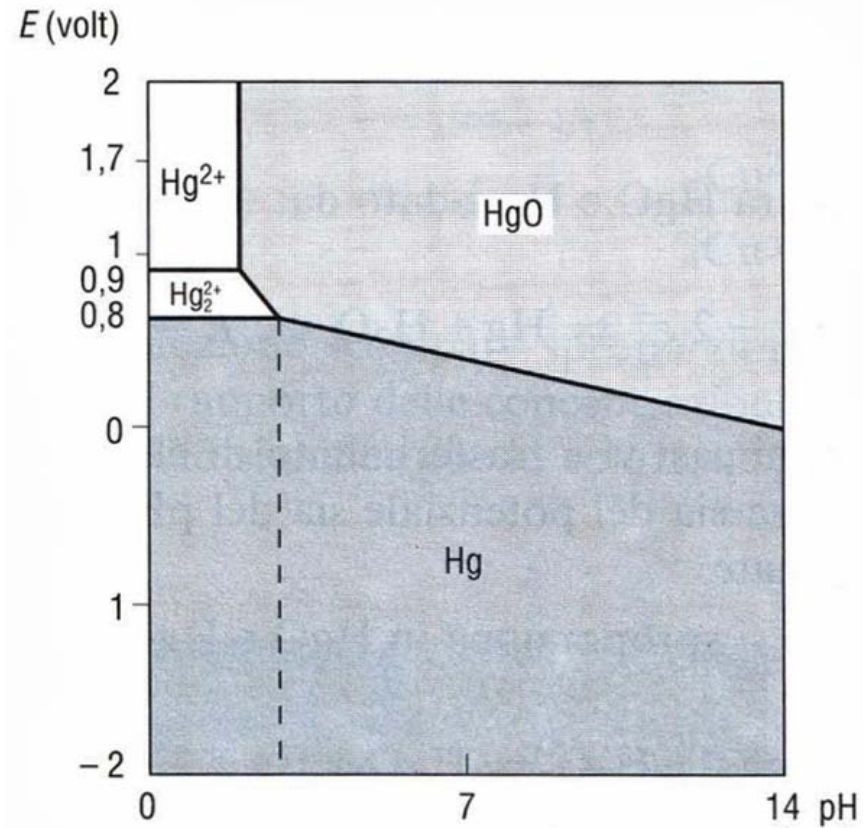 E (volt)
2
1,7
Hg²⁺
HgO
1
0,9
Hg₂²⁺
0,8
0
Hg
1
– 2
0
7
14 pH